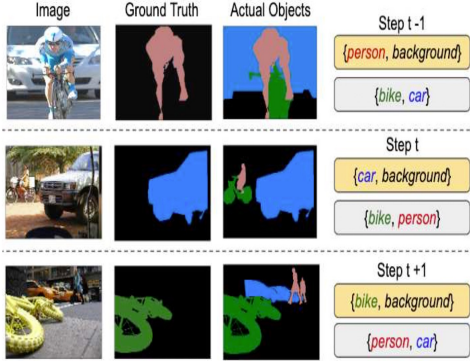 Image
Ground Truth
Actual Objects
Step t -1
{person, background}
{bike, car}
Step t
{car, background}
{bike, person}
Step t +1
{bike, background}
{person, car}